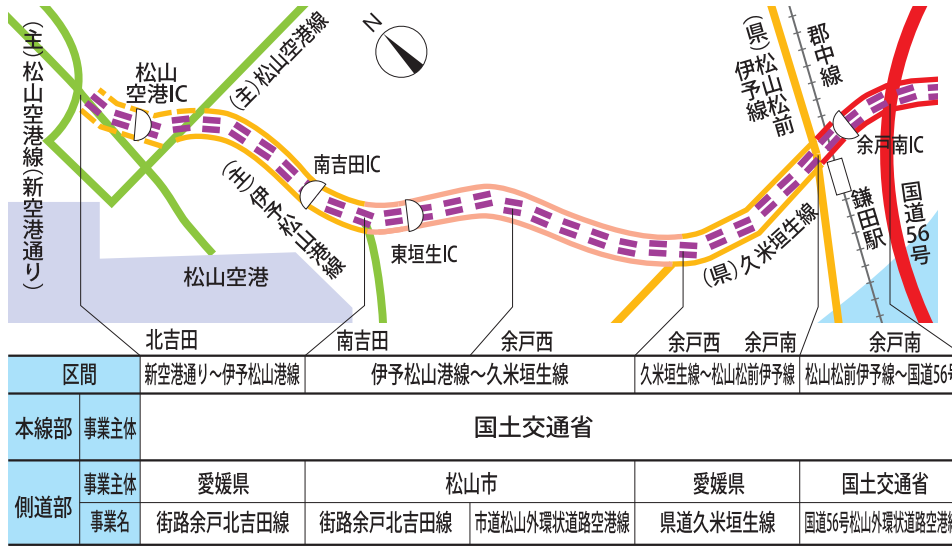 N
(主)松山空港線(新空港通り)
松山
空港IC
(主)松山空港線
南吉田IC
(主)伊予松山港線
東垣生IC
松山空港
(県)松山松前
伊予線
郡中線
余戸南IC
鎌田駅
国道56号
(県)久米垣生線
北吉田
南吉田
余戸西
余戸西
余戸南
余戸南
区間
新空港通り～伊予松山港線
伊予松山港線～久米垣生線
久米垣生線～松山松前伊予線
松山松前伊予線～国道56号
本線部
事業主体
国土交通省
側道部
事業主体
愛媛県
松山市
愛媛県
国土交通省
事業名
街路余戸北吉田線
街路余戸北吉田線
市道松山外環状道路空港線
県道久米垣生線
国道56号松山外環状道路空港線